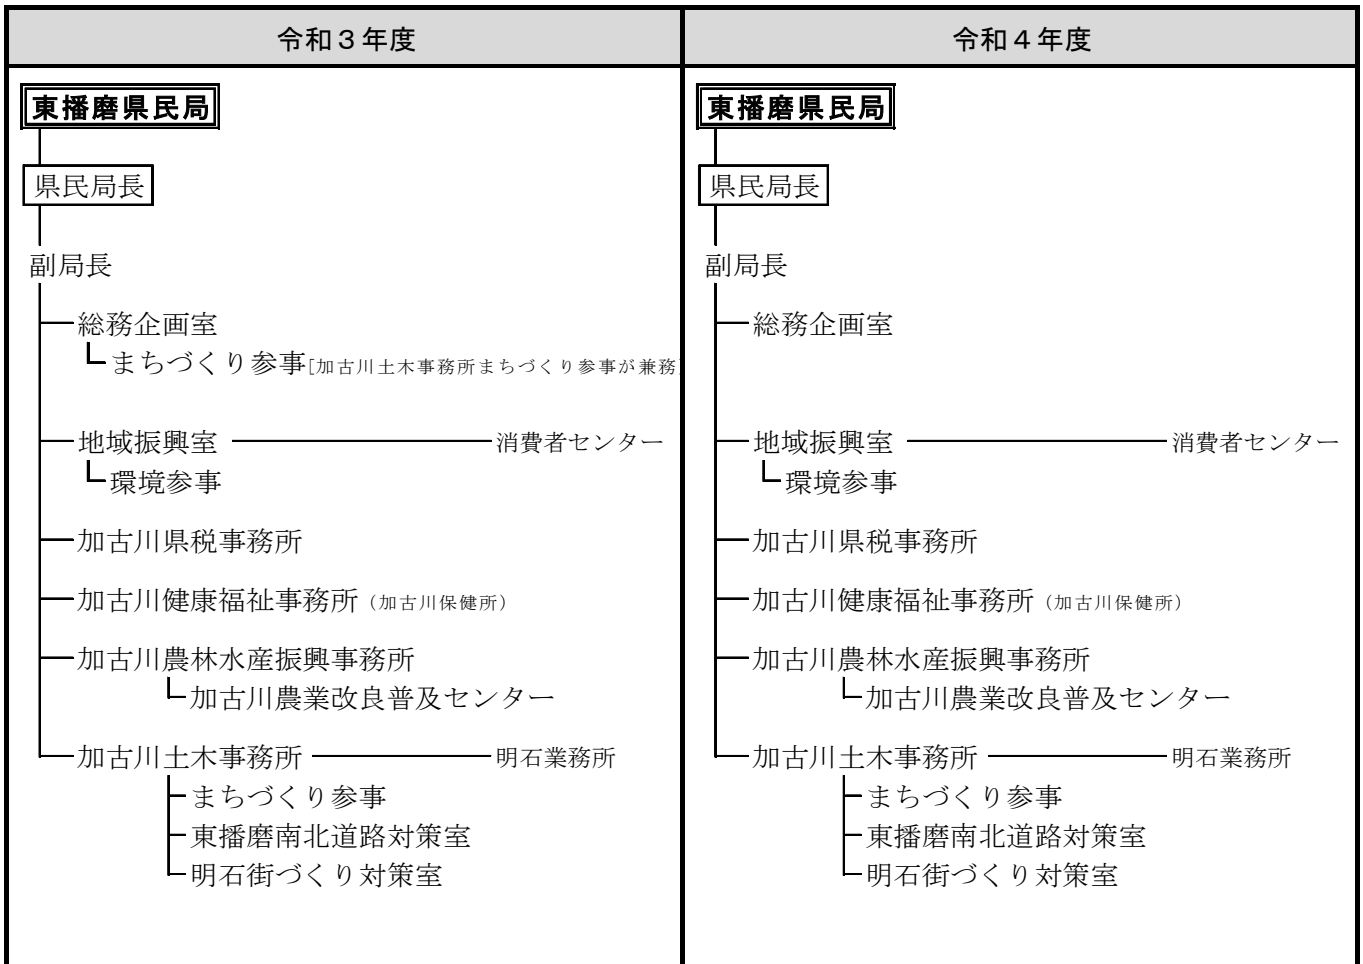 令和３年度
東播磨県民局
県民局長
副局長
総務企画室
まちづくり参事[加古川土木事務所まちづくり参事が兼務]
地域振興室 消費者センター
環境参事
加古川県税事務所
加古川健康福祉事務所（加古川保健所）
加古川農林水産振興事務所
加古川農業改良普及センター
加古川土木事務所 明石業務所
まちづくり参事
東播磨南北道路対策室
明石街づくり対策室
令和４年度
東播磨県民局
県民局長
副局長
総務企画室
地域振興室 消費者センター
環境参事
加古川県税事務所
加古川健康福祉事務所（加古川保健所）
加古川農林水産振興事務所
加古川農業改良普及センター
加古川土木事務所 明石業務所
まちづくり参事
東播磨南北道路対策室
明石街づくり対策室